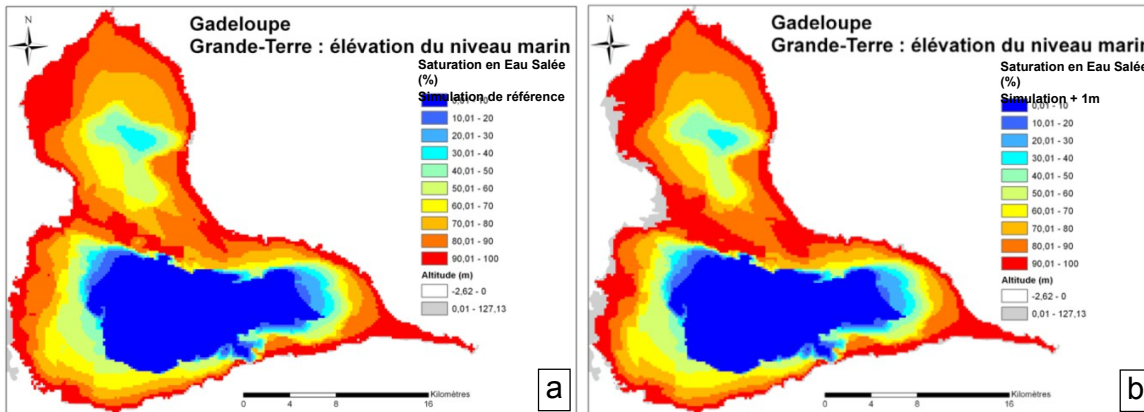 N
Gadeloupe
Grande-Terre : élévation du niveau marin
Saturation en Eau Salée
(%)
Simulation de référence
0,01 - 10
10,01 - 20
20,01 - 30
30,01 - 40
40,01 - 50
50,01 - 60
60,01 - 70
70,01 - 80
80,01 - 90
90,01 - 100
Altitude (m)
-2,62 - 0
0,01 - 127,13
Kilomètres
0 4 8 16
a
N
Gadeloupe
Grande-Terre : élévation du niveau marin
Saturation en Eau Salée
(%)
Simulation + 1m
0,01 - 10
10,01 - 20
20,01 - 30
30,01 - 40
40,01 - 50
50,01 - 60
60,01 - 70
70,01 - 80
80,01 - 90
90,01 - 100
Altitude (m)
-2,62 - 0
0,01 - 127,13
Kilomètres
0 4 8 16
b